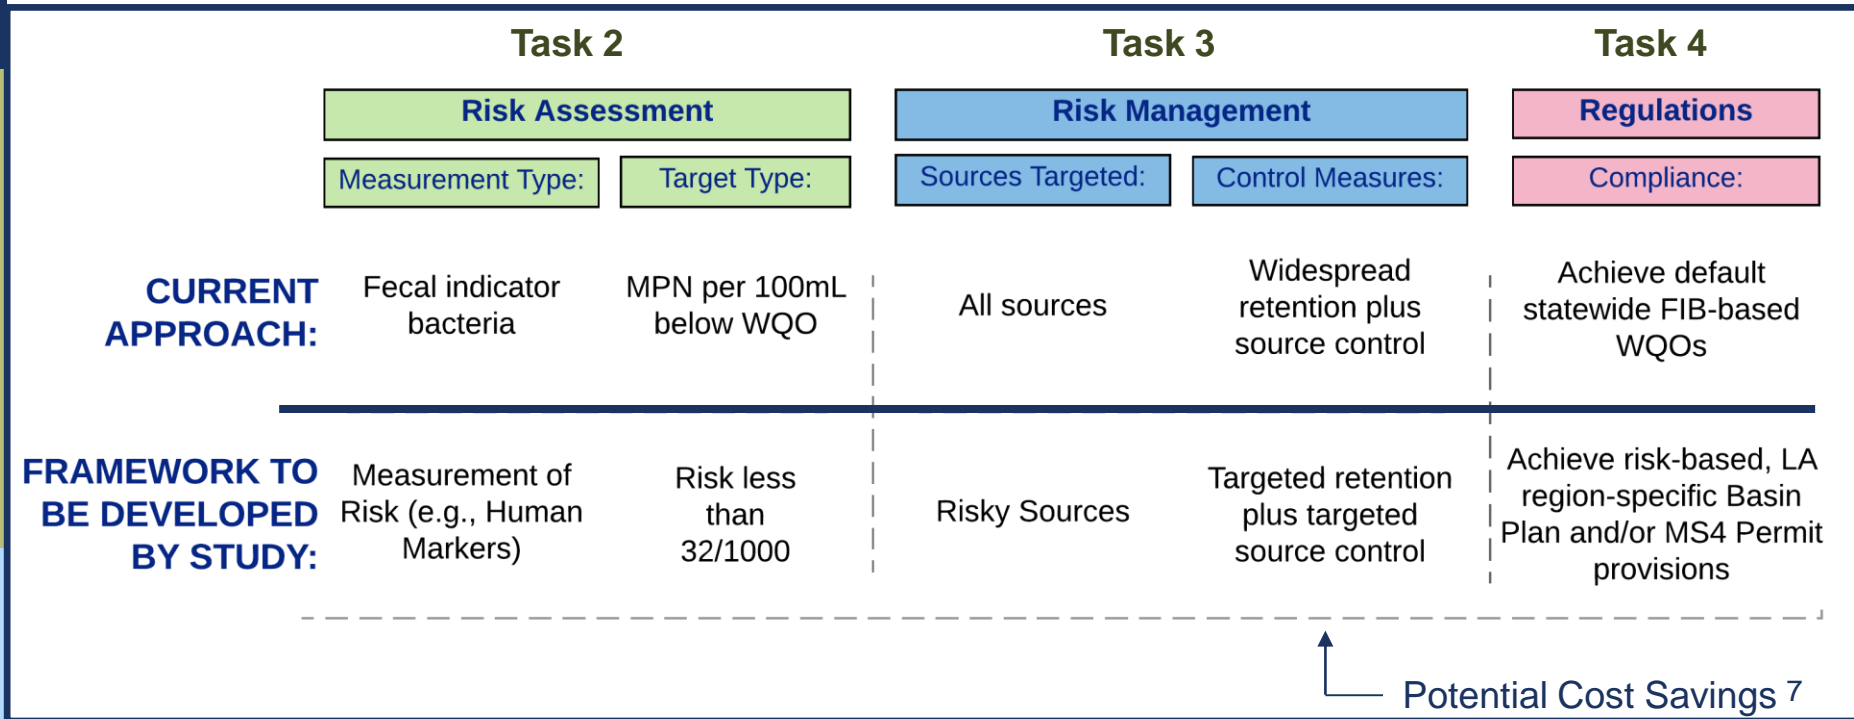 Task 2
Task 3
Task 4
Risk Assessment
Risk Management
Regulations
Measurement Type:
Target Type:
Sources Targeted:
Control Measures:
Compliance:
CURRENT
APPROACH:
Fecal indicator
bacteria
MPN per 100mL
below WQO
All sources
Widespread
retention plus
source control
Achieve default
statewide FIB-based
WQOs
FRAMEWORK TO
BE DEVELOPED
BY STUDY:
Measurement of
Risk (e.g., Human
Markers)
Risk less
than
32/1000
Risky Sources
Targeted retention
plus targeted
source control
Achieve risk-based, LA
region-specific Basin
Plan and/or MS4 Permit
provisions
Potential Cost Savings
7